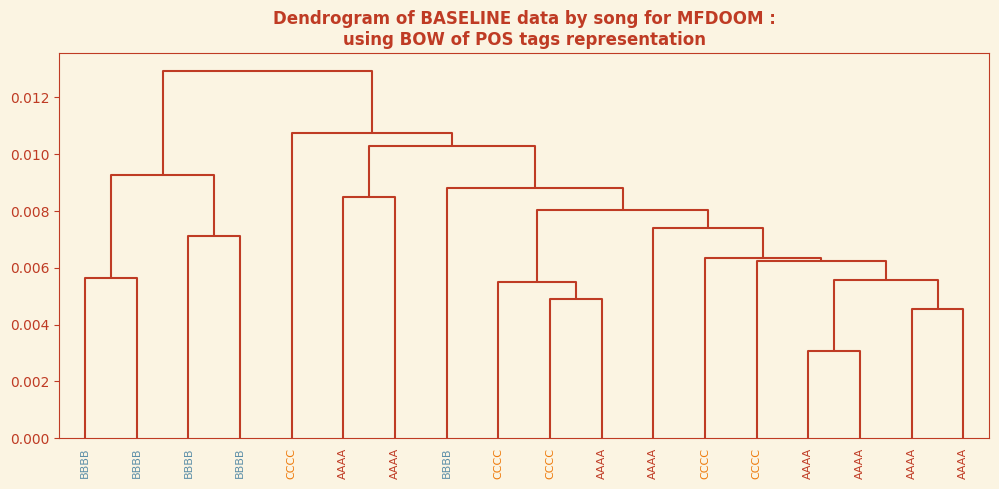 Dendrogram of BASELINE data by song for MFDOOM :
using BOW of POS tags representation
0.012
0.010
0.008
0.006
0.004
0.002
0.000
BBBB BBBB BBBB BBBB CCCC AAAA AAAA BBBB CCCC CCCC AAAA AAAA CCCC CCCC AAAA AAAA AAAA AAAA